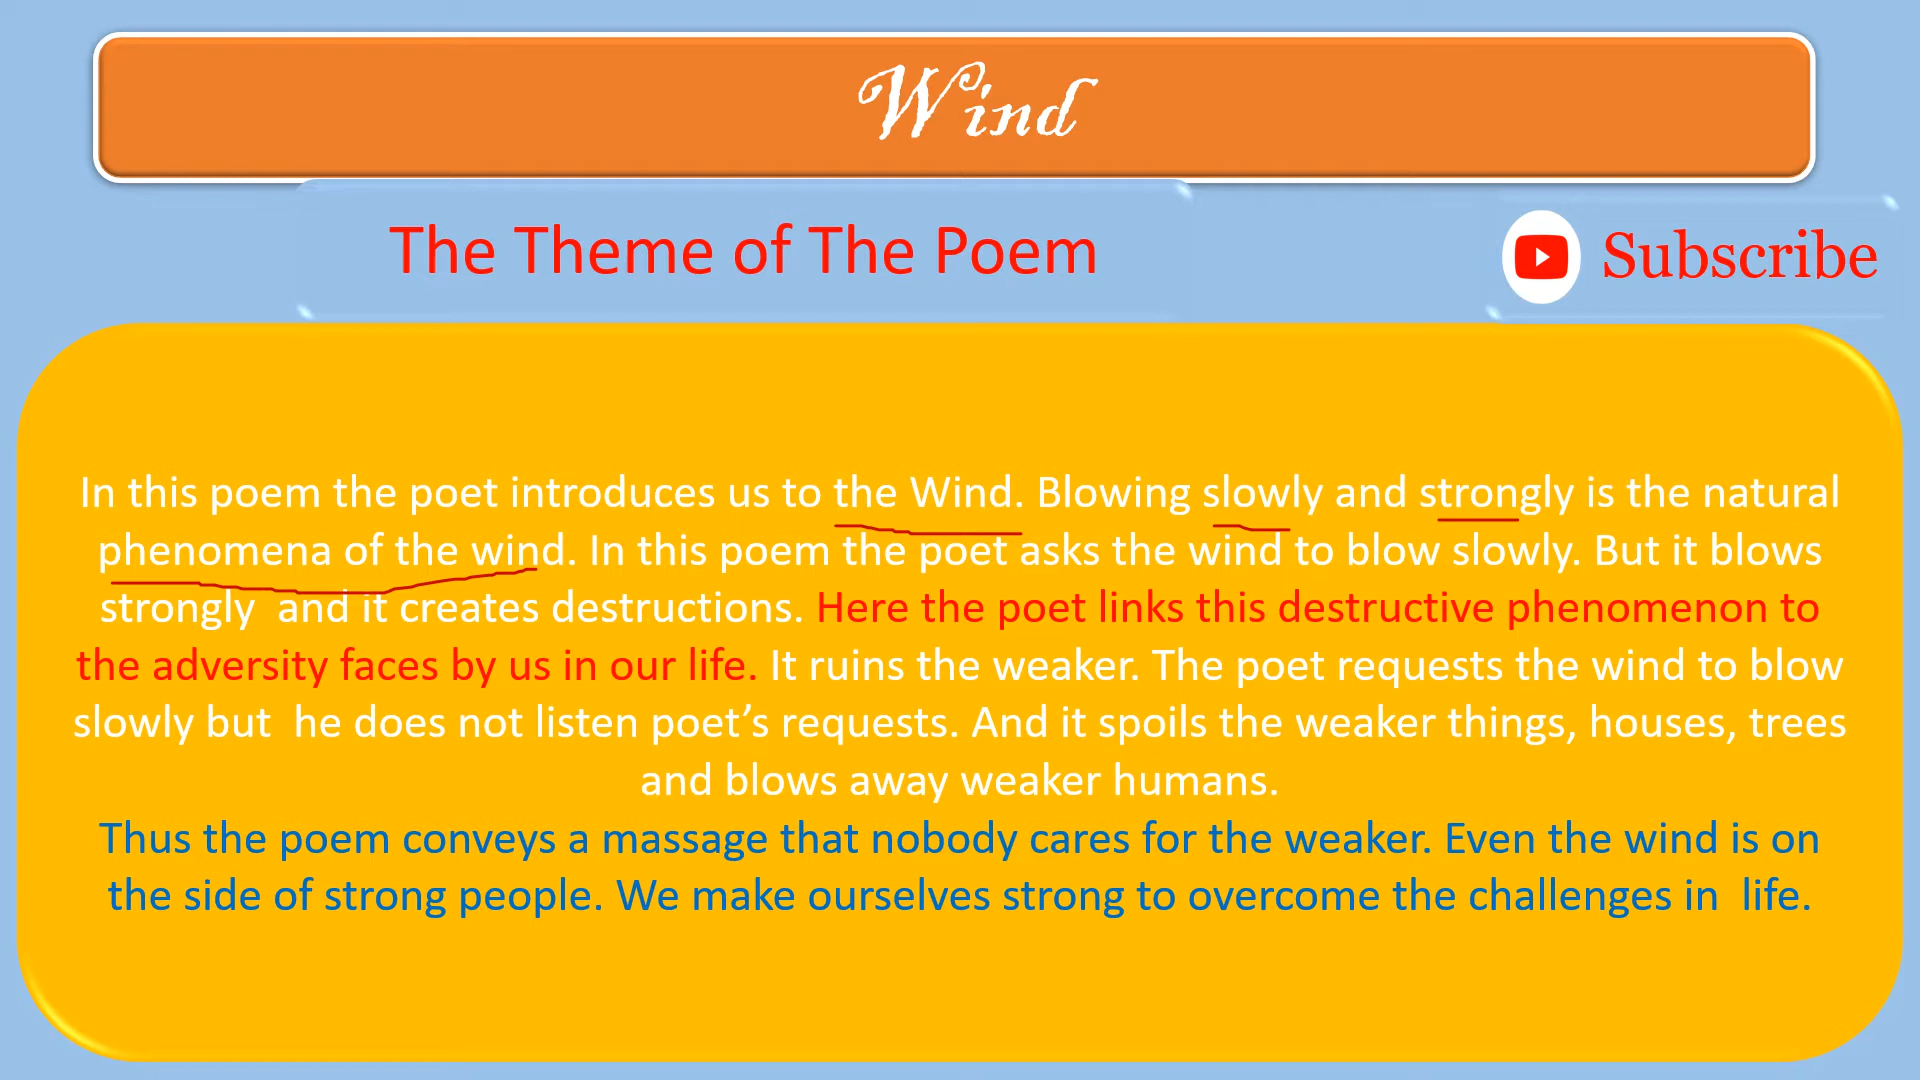 Wind
The Theme of The Poem
Subscribe
In this poem the poet introduces us to the Wind. Blowing slowly and strongly is the natural
phenomena of the wind. In this poem the poet asks the wind to blow slowly. But it blows
strongly  and it creates destructions. Here the poet links this destructive phenomenon to
the adversity faces by us in our life. It ruins the weaker. The poet requests the wind to blow
slowly but  he does not listen poet’s requests. And it spoils the weaker things, houses, trees
and blows away weaker humans.
Thus the poem conveys a massage that nobody cares for the weaker. Even the wind is on
the side of strong people. We make ourselves strong to overcome the challenges in  life.